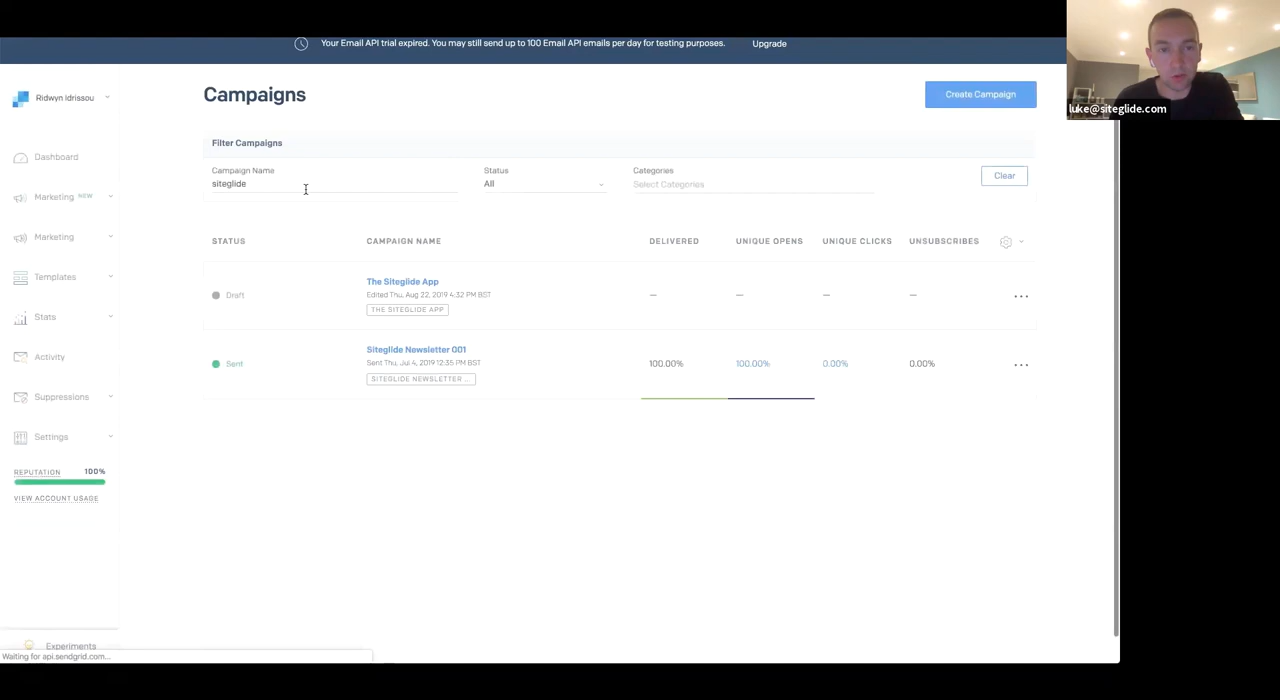 Your Email API trial expired. You may still send up to 100 Email API emails per day for testing purposes. Upgrade
luke@siteglide.com
Ridwyn Idrissou
Campaigns
Create Campaign
Filter Campaigns
Campaign Name
siteglide
Status
All
Categories
Select Categories
Clear
Dashboard
Marketing NEW
Marketing
Templates
Stats
Activity
Suppressions
Settings
REPUTATION 100%
VIEW ACCOUNT USAGE
STATUS CAMPAIGN NAME DELIVERED UNIQUE OPENS UNIQUE CLICKS UNSUBSCRIBES
Draft
The Siteglide App
Edited Thu, Aug 22, 2019 4:32 PM BST
THE SITEGLIDE APP
— — — —
Sent
Siteglide Newsletter 001
Sent Thu, Jul 4, 2019 12:35 PM BST
SITEGLIDE NEWSLETTER ...
100.00% 100.00% 0.00% 0.00%
Experiments
Waiting for api.sendgrid.com...